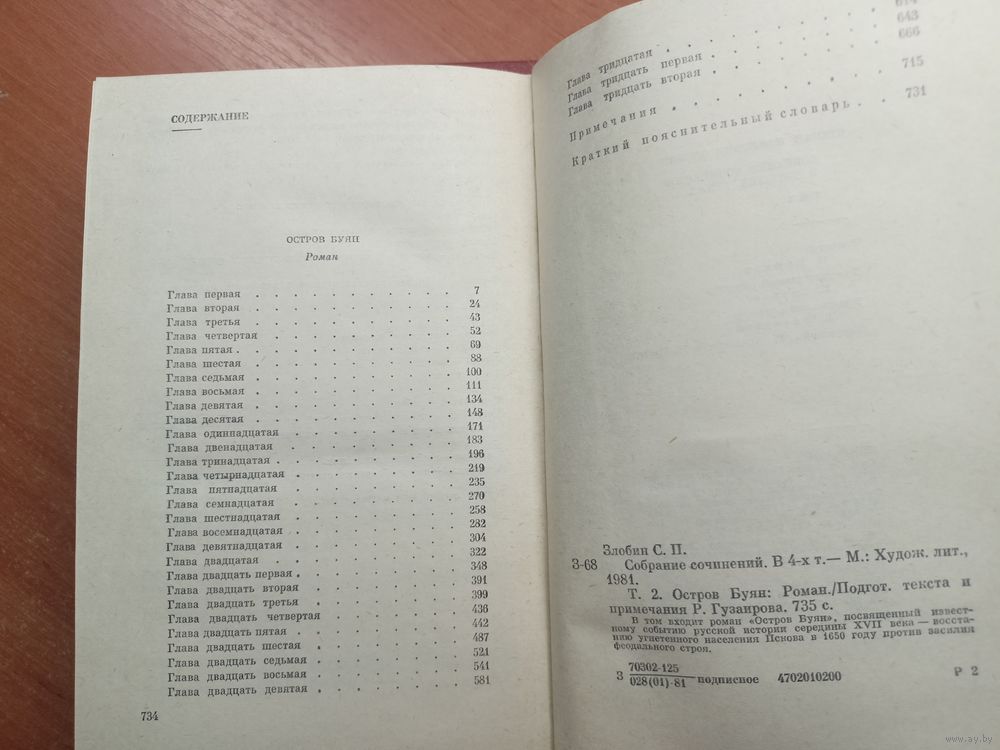 СОДЕРЖАНИЕ
ОСТРОВ БУЯН
Роман
Глава первая . . . . . . . . . . . 7
Глава вторая . . . . . . . . . . . 24
Глава третья . . . . . . . . . . . 43
Глава четвертая . . . . . . . . . . 52
Глава пятая . . . . . . . . . . . . 69
Глава шестая . . . . . . . . . . . 88
Глава седьмая . . . . . . . . . . . 100
Глава восьмая . . . . . . . . . . . 111
Глава девятая . . . . . . . . . . . 134
Глава десятая . . . . . . . . . . . 148
Глава одиннадцатая . . . . . . . . . 171
Глава двенадцатая . . . . . . . . . 183
Глава тринадцатая . . . . . . . . . 196
Глава четырнадцатая . . . . . . . . 219
Глава пятнадцатая . . . . . . . . . 235
Глава семнадцатая . . . . . . . . . 270
Глава шестнадцатая . . . . . . . . . 258
Глава восемнадцатая . . . . . . . . 282
Глава девятнадцатая . . . . . . . . 304
Глава двадцатая . . . . . . . . . . 322
Глава двадцать первая . . . . . . . . 348
Глава двадцать вторая . . . . . . . . 391
Глава двадцать третья . . . . . . . . 399
Глава двадцать четвертая . . . . . . 436
Глава двадцать пятая . . . . . . . . 442
Глава двадцать шестая . . . . . . . . 487
Глава двадцать седьмая . . . . . . . 521
Глава двадцать восьмая . . . . . . . 541
Глава двадцать девятая . . . . . . . 581
734
Глава тридцатая . . . . . . . . 614
Глава тридцать первая . . . . . . . 643
Глава тридцать вторая . . . . . . . 666
Примечания . . . . . . . . 715
Краткий пояснительный словарь . . 731
Злобин С. П.
З-68 Собрание сочинений. В 4-х т.— М.: Худож. лит.,
1981.
Т. 2. Остров Буян: Роман./Подгот. текста и
примечания Р. Гузаирова. 735 с.
В том входит роман «Остров Буян», посвященный извест-
ному событию русской истории середины XVII века — восста-
нию угнетенного населения Пскова в 1650 году против засилия
феодального строя.
З 70302-125
028(01)-81 подписное 4702010200 Р 2
www.ay.by